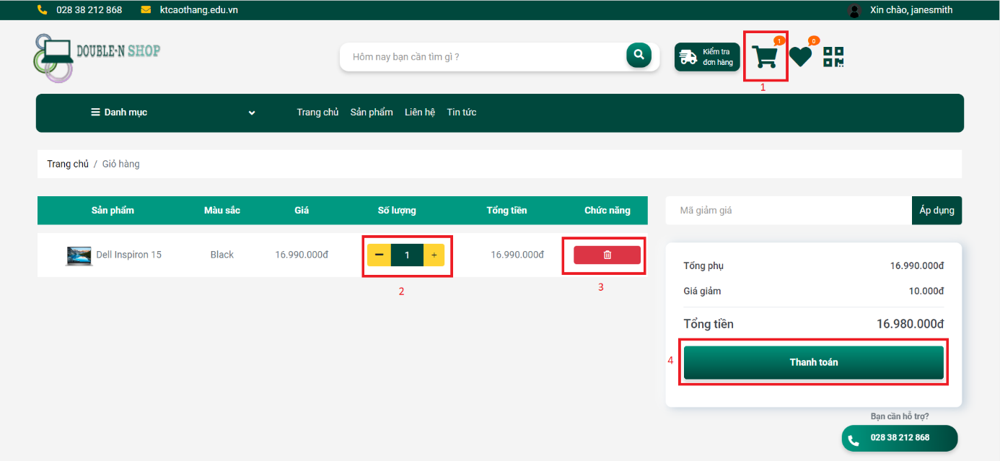 028 38 212 868 ktcaothang.edu.vn Xin chào, janesmith
DOUBLE-N SHOP
Hôm nay bạn cần tìm gì ?
Kiểm tra
đơn hàng
1
0
1
Danh mục Trang chủ Sản phẩm Liên hệ Tin tức
Trang chủ / Giỏ hàng
Sản phẩm Màu sắc Giá Số lượng Tổng tiền Chức năng
Dell Inspiron 15 Black 16.990.000đ − 1 + 16.990.000đ
2
3
Mã giảm giá Áp dụng
Tổng phụ 16.990.000đ
Giá giảm 10.000đ
Tổng tiền 16.980.000đ
4 Thanh toán
Bạn cần hỗ trợ?
028 38 212 868